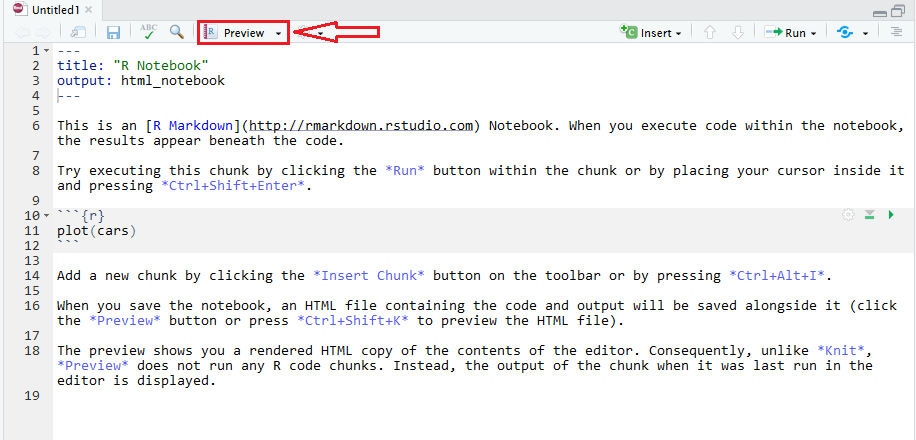 Untitled1
ABC
Preview
Insert
Run
1 ---
2 title: "R Notebook"
3 output: html_notebook
4 ---
5
6 This is an [R Markdown](http://rmarkdown.rstudio.com) Notebook. When you execute code within the notebook,
the results appear beneath the code.
7
8 Try executing this chunk by clicking the *Run* button within the chunk or by placing your cursor inside it
and pressing *Ctrl+Shift+Enter*.
9
10 ```{r}
11 plot(cars)
12 ```
13
14 Add a new chunk by clicking the *Insert Chunk* button on the toolbar or by pressing *Ctrl+Alt+I*.
15
16 When you save the notebook, an HTML file containing the code and output will be saved alongside it (click
the *Preview* button or press *Ctrl+Shift+K* to preview the HTML file).
17
18 The preview shows you a rendered HTML copy of the contents of the editor. Consequently, unlike *Knit*,
*Preview* does not run any R code chunks. Instead, the output of the chunk when it was last run in the
editor is displayed.
19